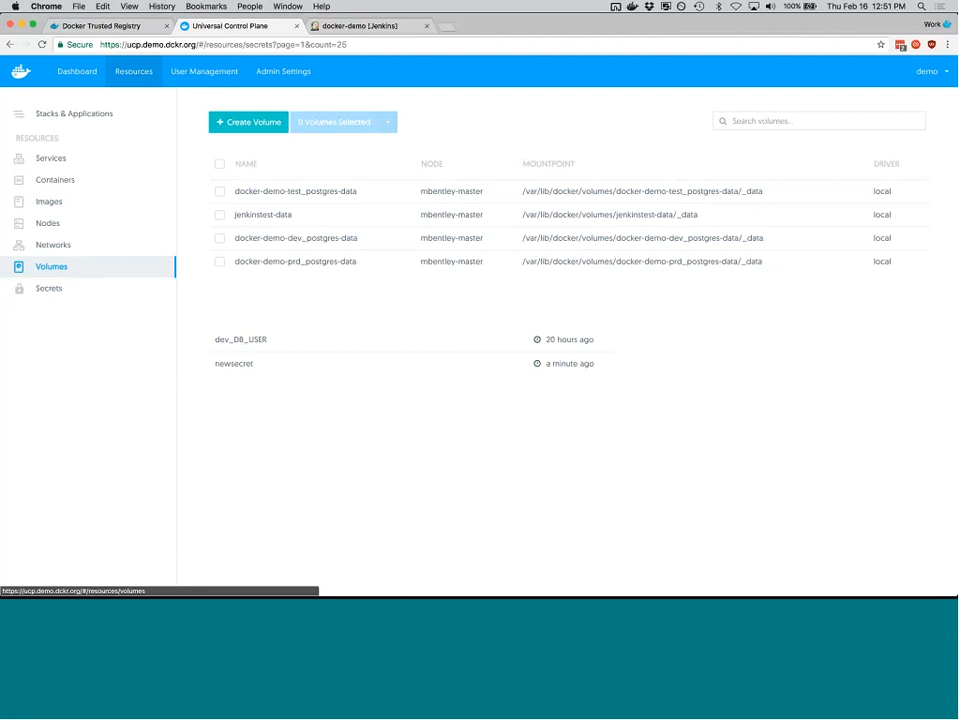 Chrome File Edit View History Bookmarks People Window Help 100% Thu Feb 16 12:51 PM
Docker Trusted Registry × Universal Control Plane × docker-demo [Jenkins] × Work
Secure https://ucp.demo.dckr.org/#/resources/secrets?page=1&count=25
Dashboard Resources User Management Admin Settings demo
Stacks & Applications
RESOURCES
Services
Containers
Images
Nodes
Networks
Volumes
Secrets
+ Create Volume 0 Volumes Selected Search volumes...
NAME NODE MOUNTPOINT DRIVER
docker-demo-test_postgres-data mbentley-master /var/lib/docker/volumes/docker-demo-test_postgres-data/_data local
jenkinstest-data mbentley-master /var/lib/docker/volumes/jenkinstest-data/_data local
docker-demo-dev_postgres-data mbentley-master /var/lib/docker/volumes/docker-demo-dev_postgres-data/_data local
docker-demo-prd_postgres-data mbentley-master /var/lib/docker/volumes/docker-demo-prd_postgres-data/_data local
dev_DB_USER 20 hours ago
newsecret a minute ago
https://ucp.demo.dckr.org/#/resources/volumes